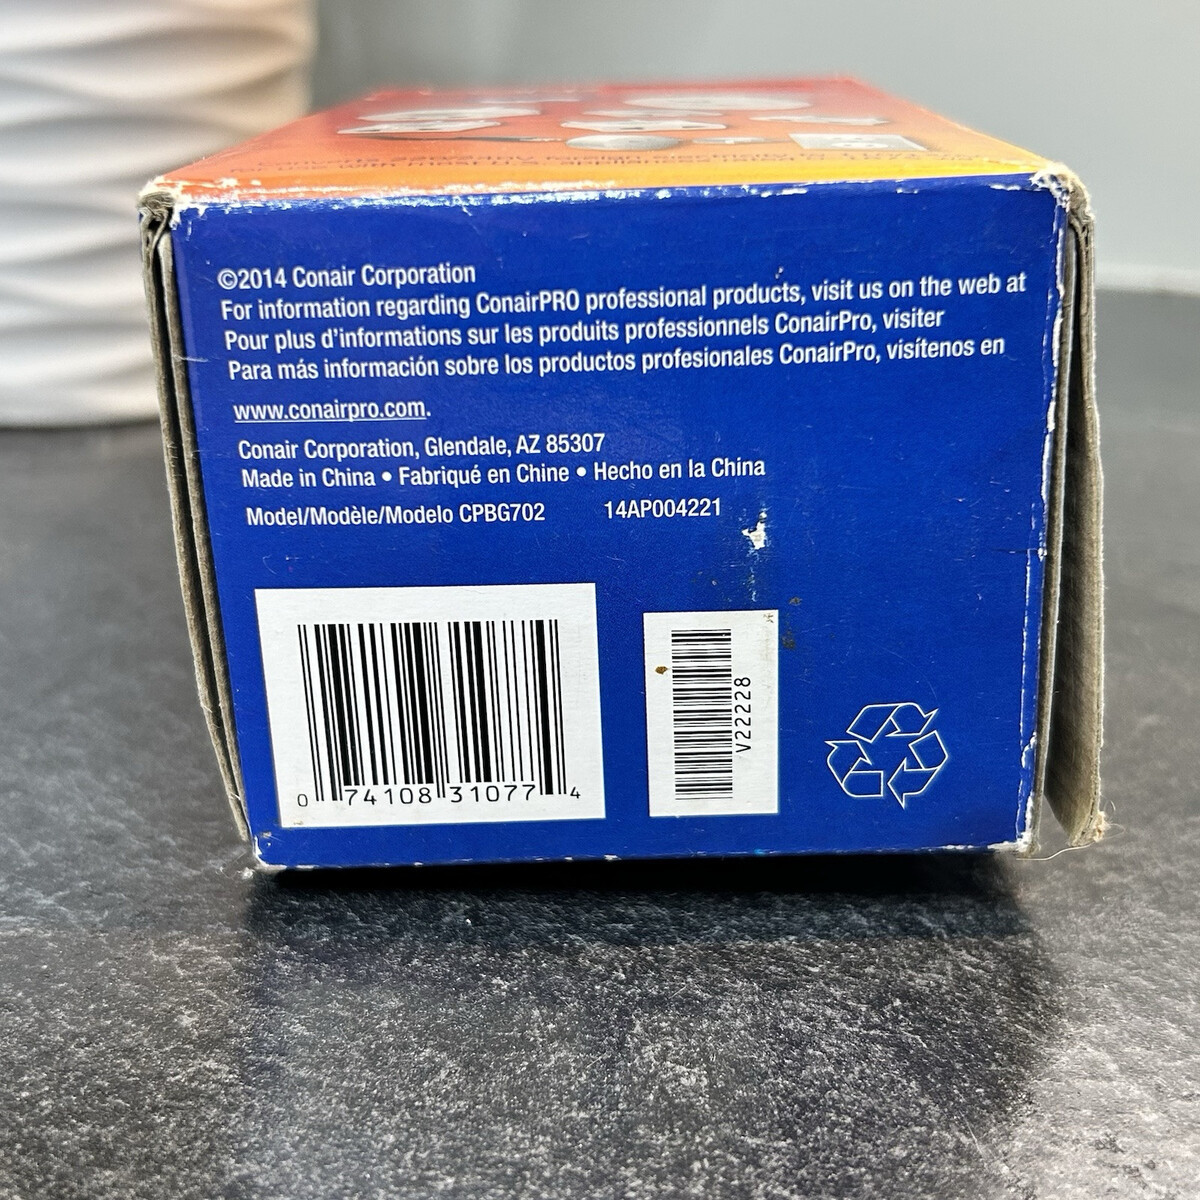 ©2014 Conair Corporation
For information regarding ConairPRO professional products, visit us on the web at
Pour plus d'informations sur les produits professionnels ConairPro, visiter
Para más información sobre los productos profesionales ConairPro, visítenos en
www.conairpro.com.
Conair Corporation, Glendale, AZ 85307
Made in China • Fabriqué en Chine • Hecho en la China
Model/Modèle/Modelo CPBG702 14AP004221
0 74108 31077 4
V22228